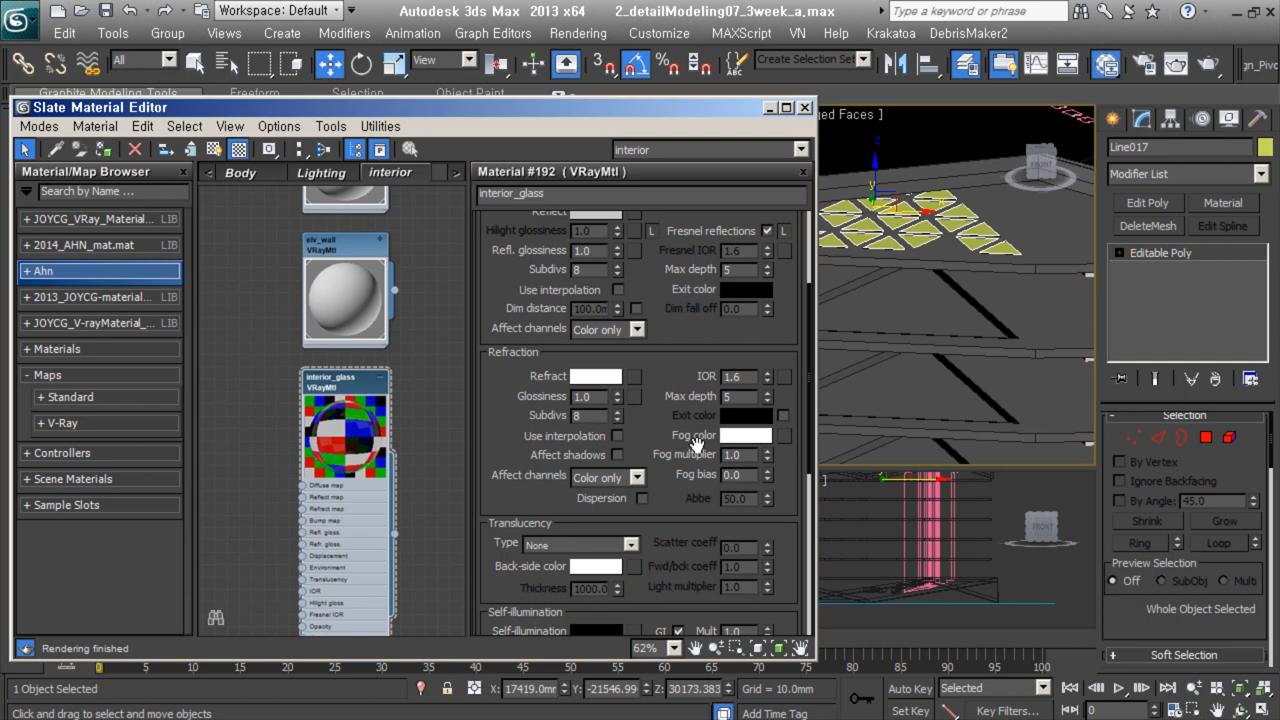 Workspace: Default
Autodesk 3ds Max 2013 x64 2_detailModeling07_3week_a.max
Type a keyword or phrase
Edit Tools Group Views Create Modifiers Animation Graph Editors Rendering Customize MAXScript VN Help Krakatoa DebrisMaker2
All View Create Selection Set
Graphite Modeling Tools Freeform Selection Object Paint
Slate Material Editor
Modes Material Edit Select View Options Tools Utilities
interior
Material/Map Browser
Search by Name ...
+ JOYCG_VRay_Material... LIB
+ 2014_AHN_mat.mat LIB
+ Ahn
+ 2013_JOYCG-material... LIB
+ JOYCG_V-rayMaterial_... LIB
+ Materials
- Maps
+ Standard
+ V-Ray
+ Controllers
+ Scene Materials
+ Sample Slots
Body Lighting interior
elv_wall
VRayMtl
interior_glass
VRayMtl
Diffuse map
Reflect map
Refract map
Bump map
Refl. gloss.
Refr. gloss.
Displacement
Environment
Translucency
IOR
Hilight gloss
Fresnel IOR
Opacity
Material #192 ( VRayMtl )
interior_glass
Reflect
Hilight glossiness 1.0 L Fresnel reflections L
Refl. glossiness 1.0 Fresnel IOR 1.6
Subdivs 8 Max depth 5
Use interpolation Exit color
Dim distance 100.0m Dim fall off 0.0
Affect channels Color only
Refraction
Refract IOR 1.6
Glossiness 1.0 Max depth 5
Subdivs 8 Exit color
Use interpolation Fog color
Affect shadows Fog multiplier 1.0
Affect channels Color only Fog bias 0.0
Dispersion Abbe 50.0
Translucency
Type None Scatter coeff 0.0
Back-side color Fwd/bck coeff 1.0
Thickness 1000.0 Light multiplier 1.0
Self-illumination
Self-illumination GI Mult 1.0
Rendering finished
62%
ged Faces ]
z
y
FRONT
]
FRONT
Line017
Modifier List
Edit Poly Material
DeleteMesh Edit Spline
Editable Poly
- Selection
By Vertex
Ignore Backfacing
By Angle: 45.0
Shrink Grow
Ring Loop
Preview Selection
Off SubObj Multi
Whole Object Selected
+ Soft Selection
5 10 15 20 25 30 35 40 45 50 55 60 65 70 75 80 85 90 95 100
1 Object Selected X: 17419.0mr Y: -21546.99 Z: 30173.383 Grid = 10.0mm
Auto Key Selected
Click and drag to select and move objects Add Time Tag
Set Key Key Filters... 0